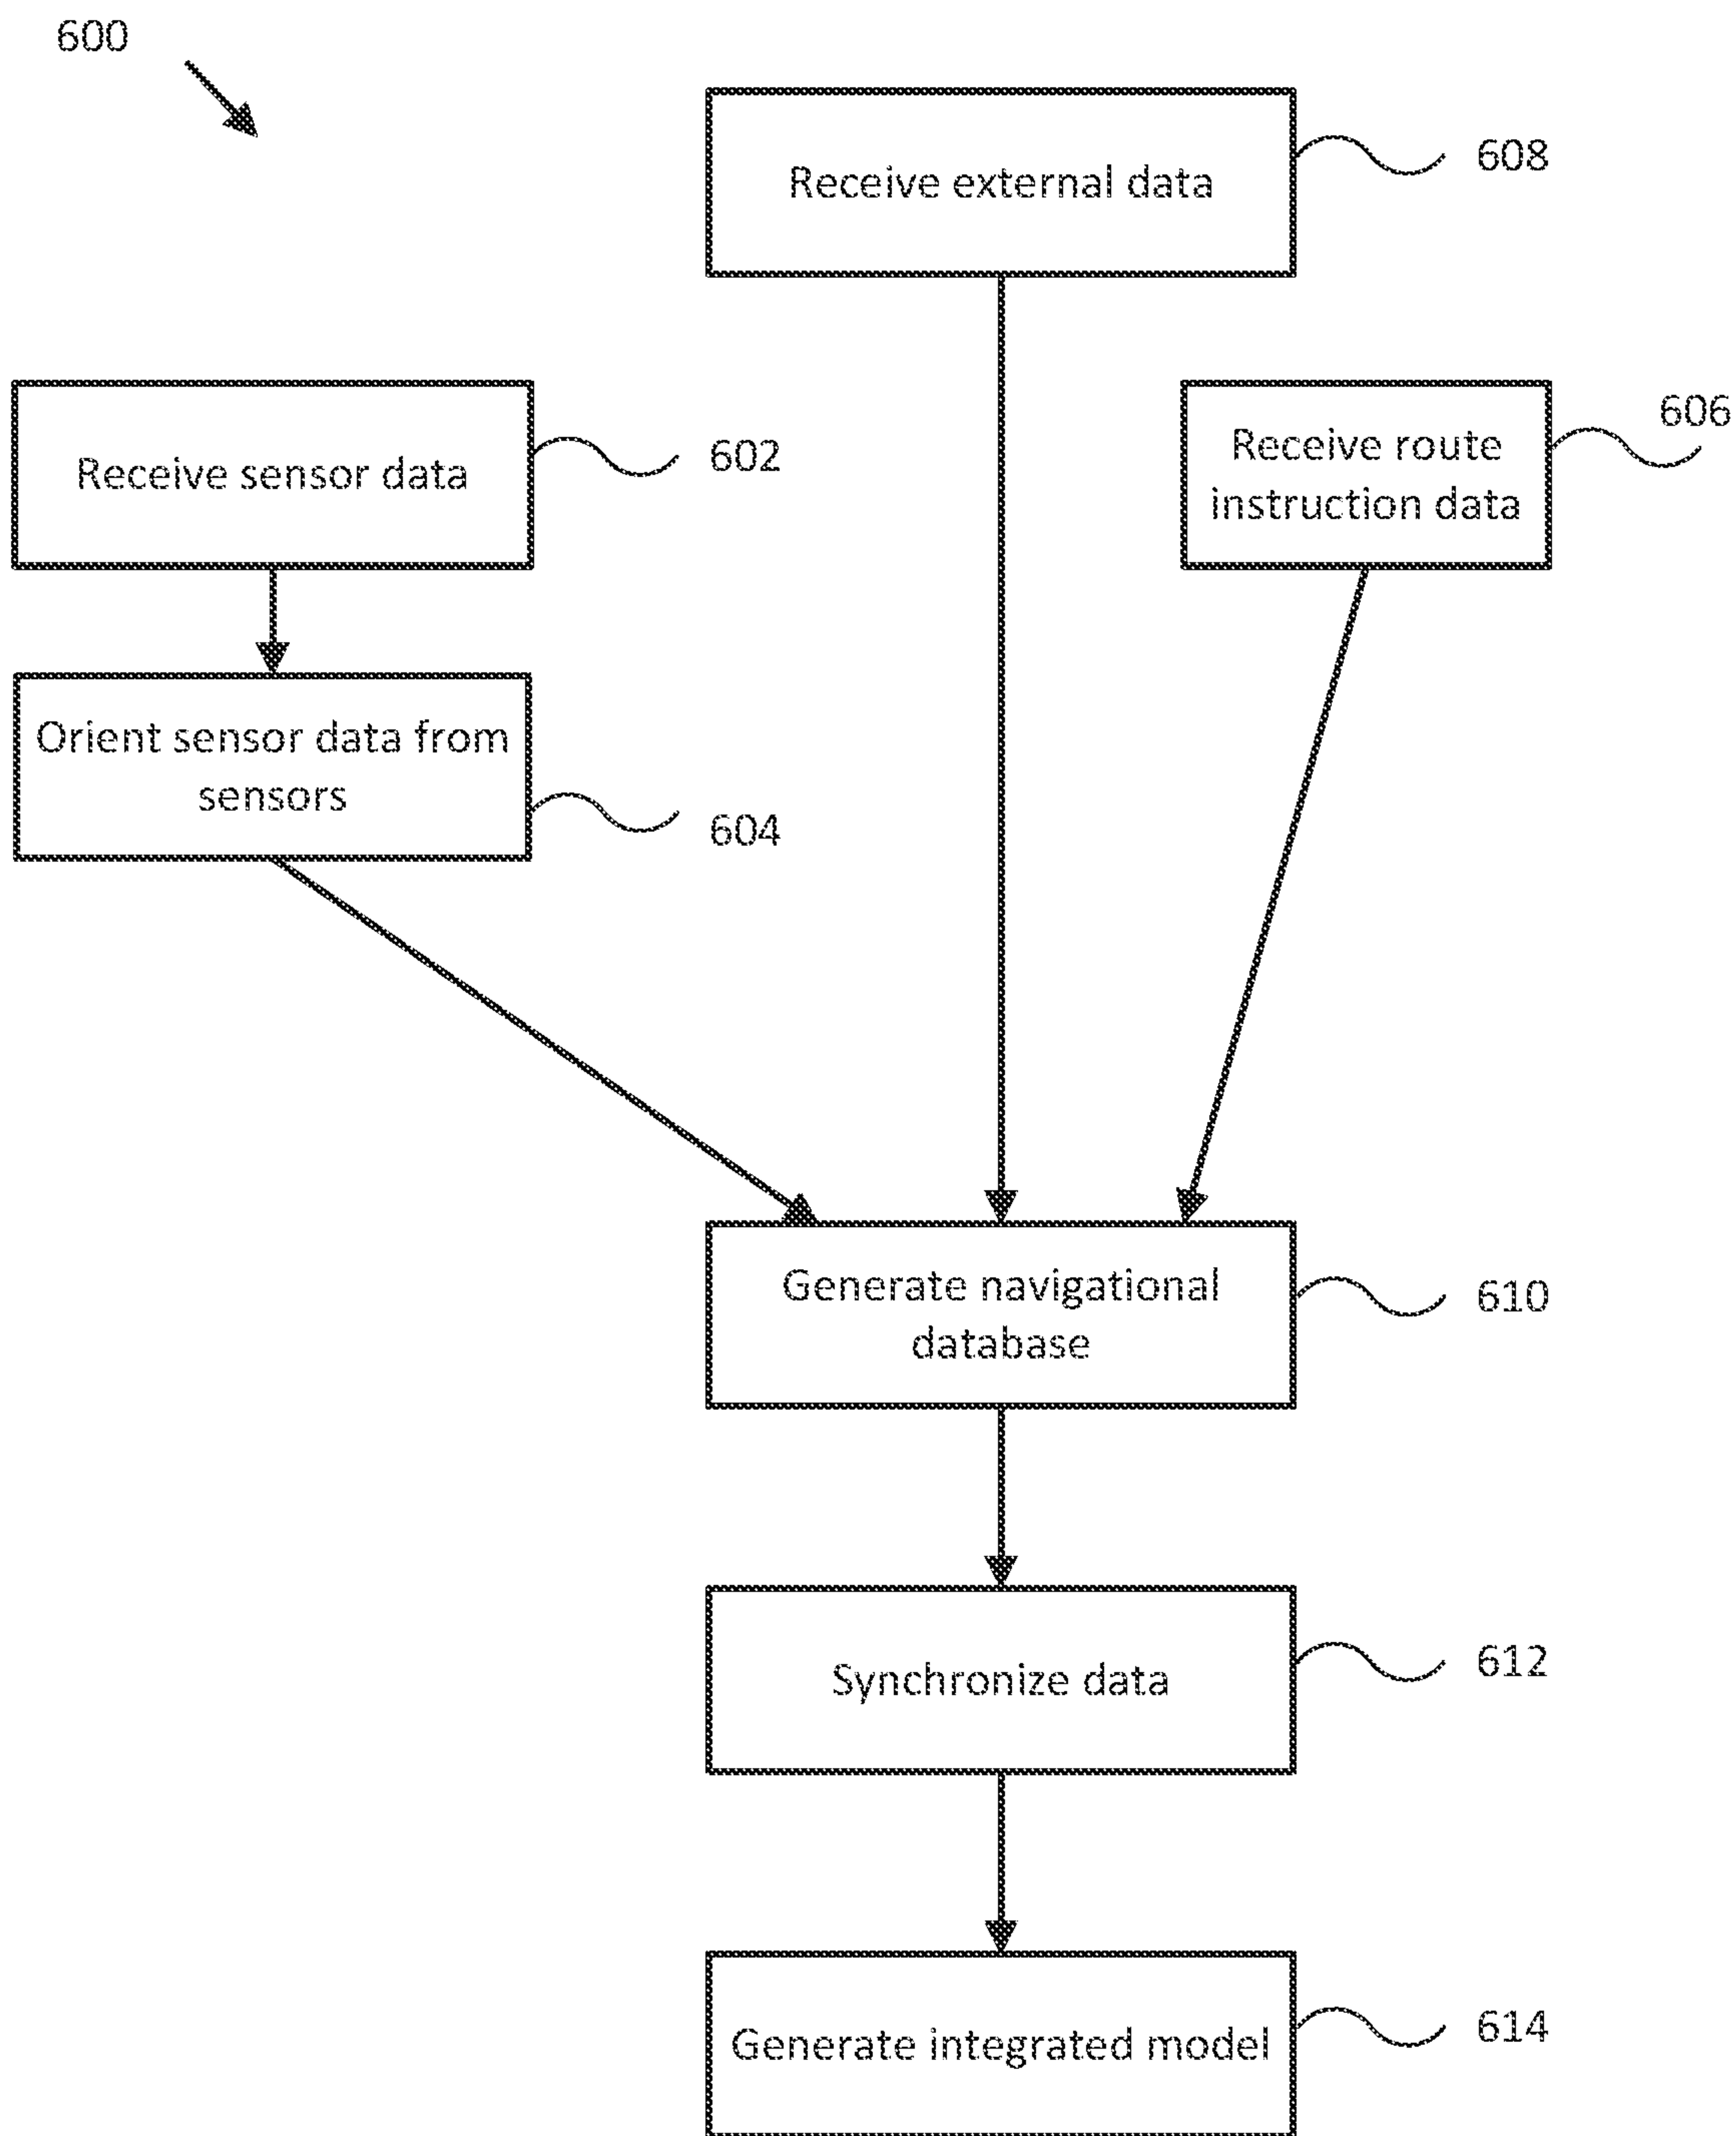 600
Receive external data
608
Receive sensor data
602
Receive route
instruction data
606
Orient sensor data from
sensors
604
Generate navigational
database
610
Synchronize data
612
Generate integrated model
614